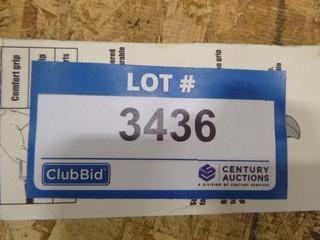 Comfort grip
LOT #
3436
ClubBid
CENTURY
AUCTIONS
A DIVISION OF CENTURY SERVICES